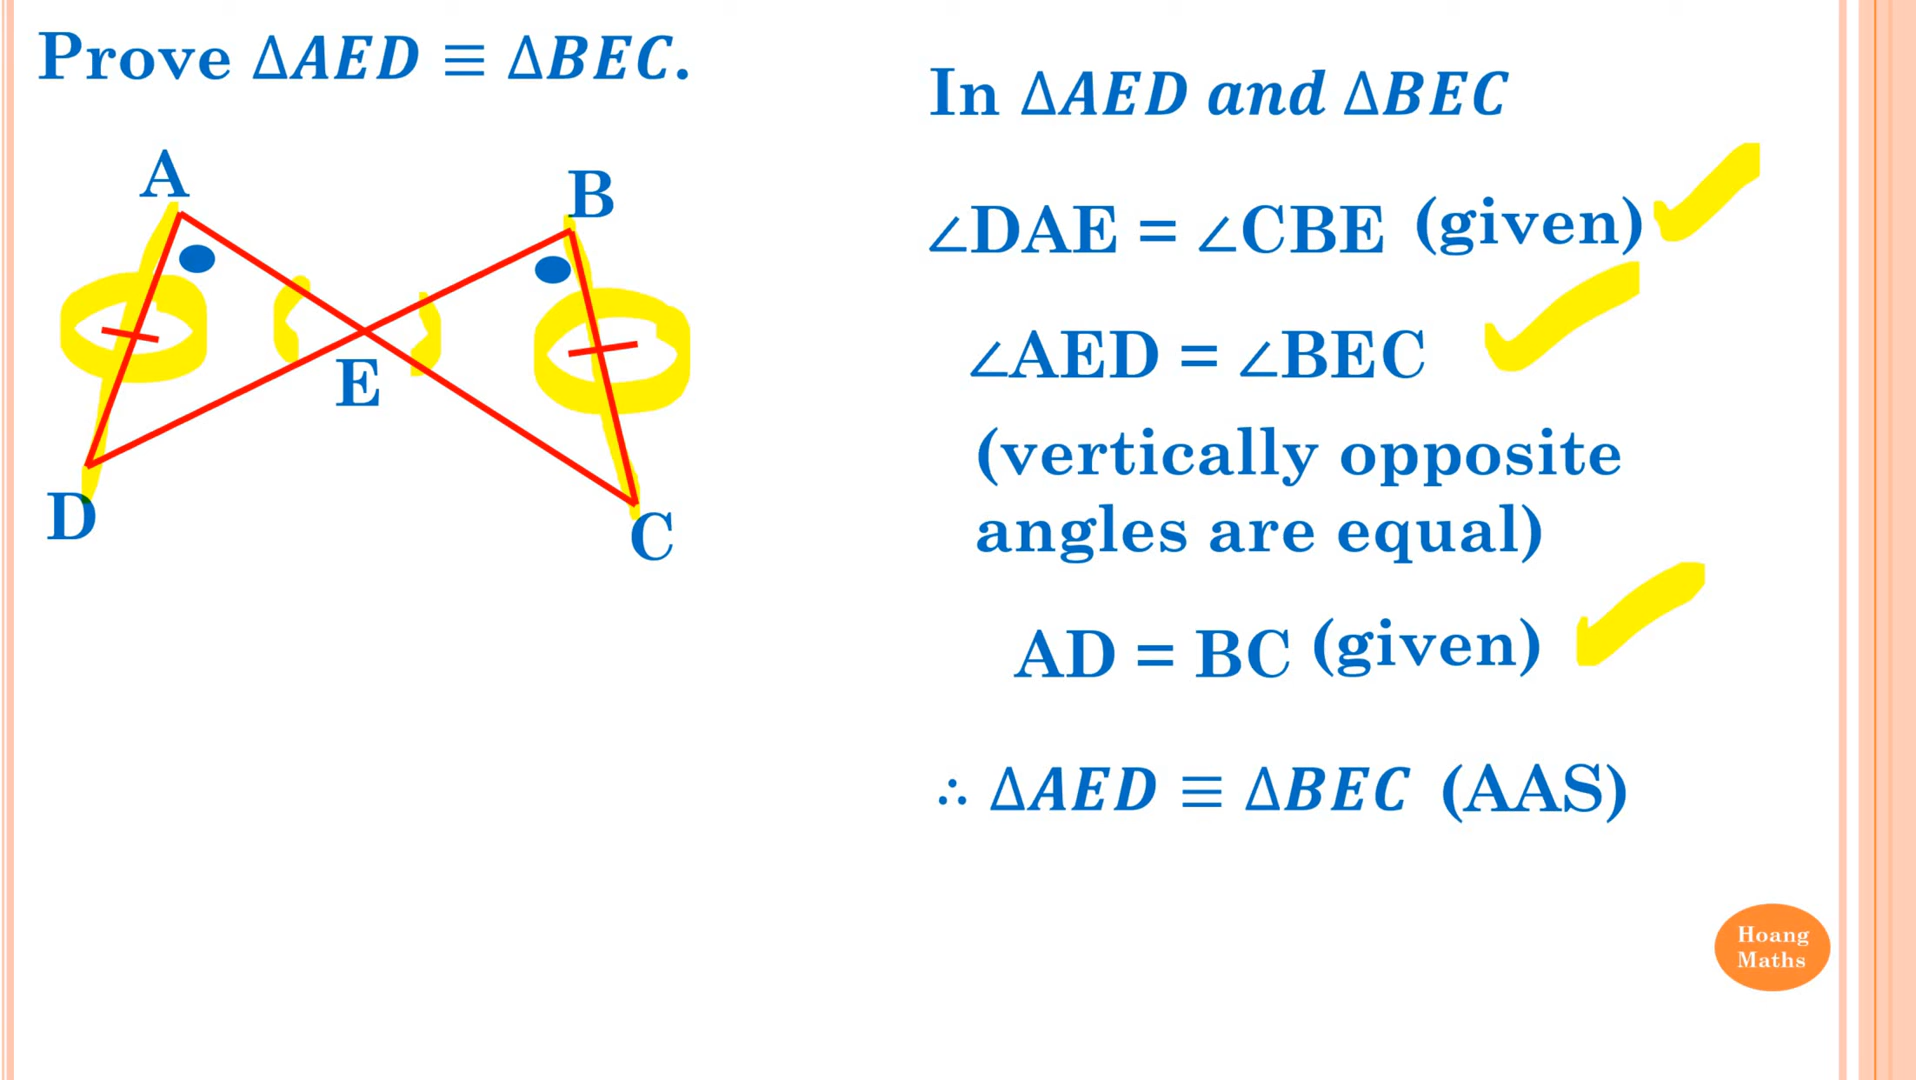 Prove ΔAED ≡ ΔBEC.
A
B
E
D
C
In ΔAED and ΔBEC
∠DAE = ∠CBE (given)
∠AED = ∠BEC
(vertically opposite
angles are equal)
AD = BC (given)
∴ ΔAED ≡ ΔBEC (AAS)
Hoang
Maths